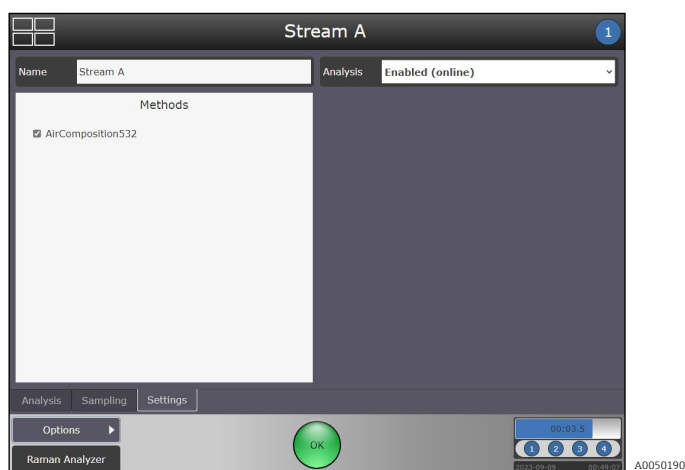 Stream A
1
Name Stream A Analysis Enabled (online)
Methods
AirComposition532
Analysis Sampling Settings
Options
00:03.5
OK
1 2 3 4
Raman Analyzer
2023-09-09 00:49:07
A0050190